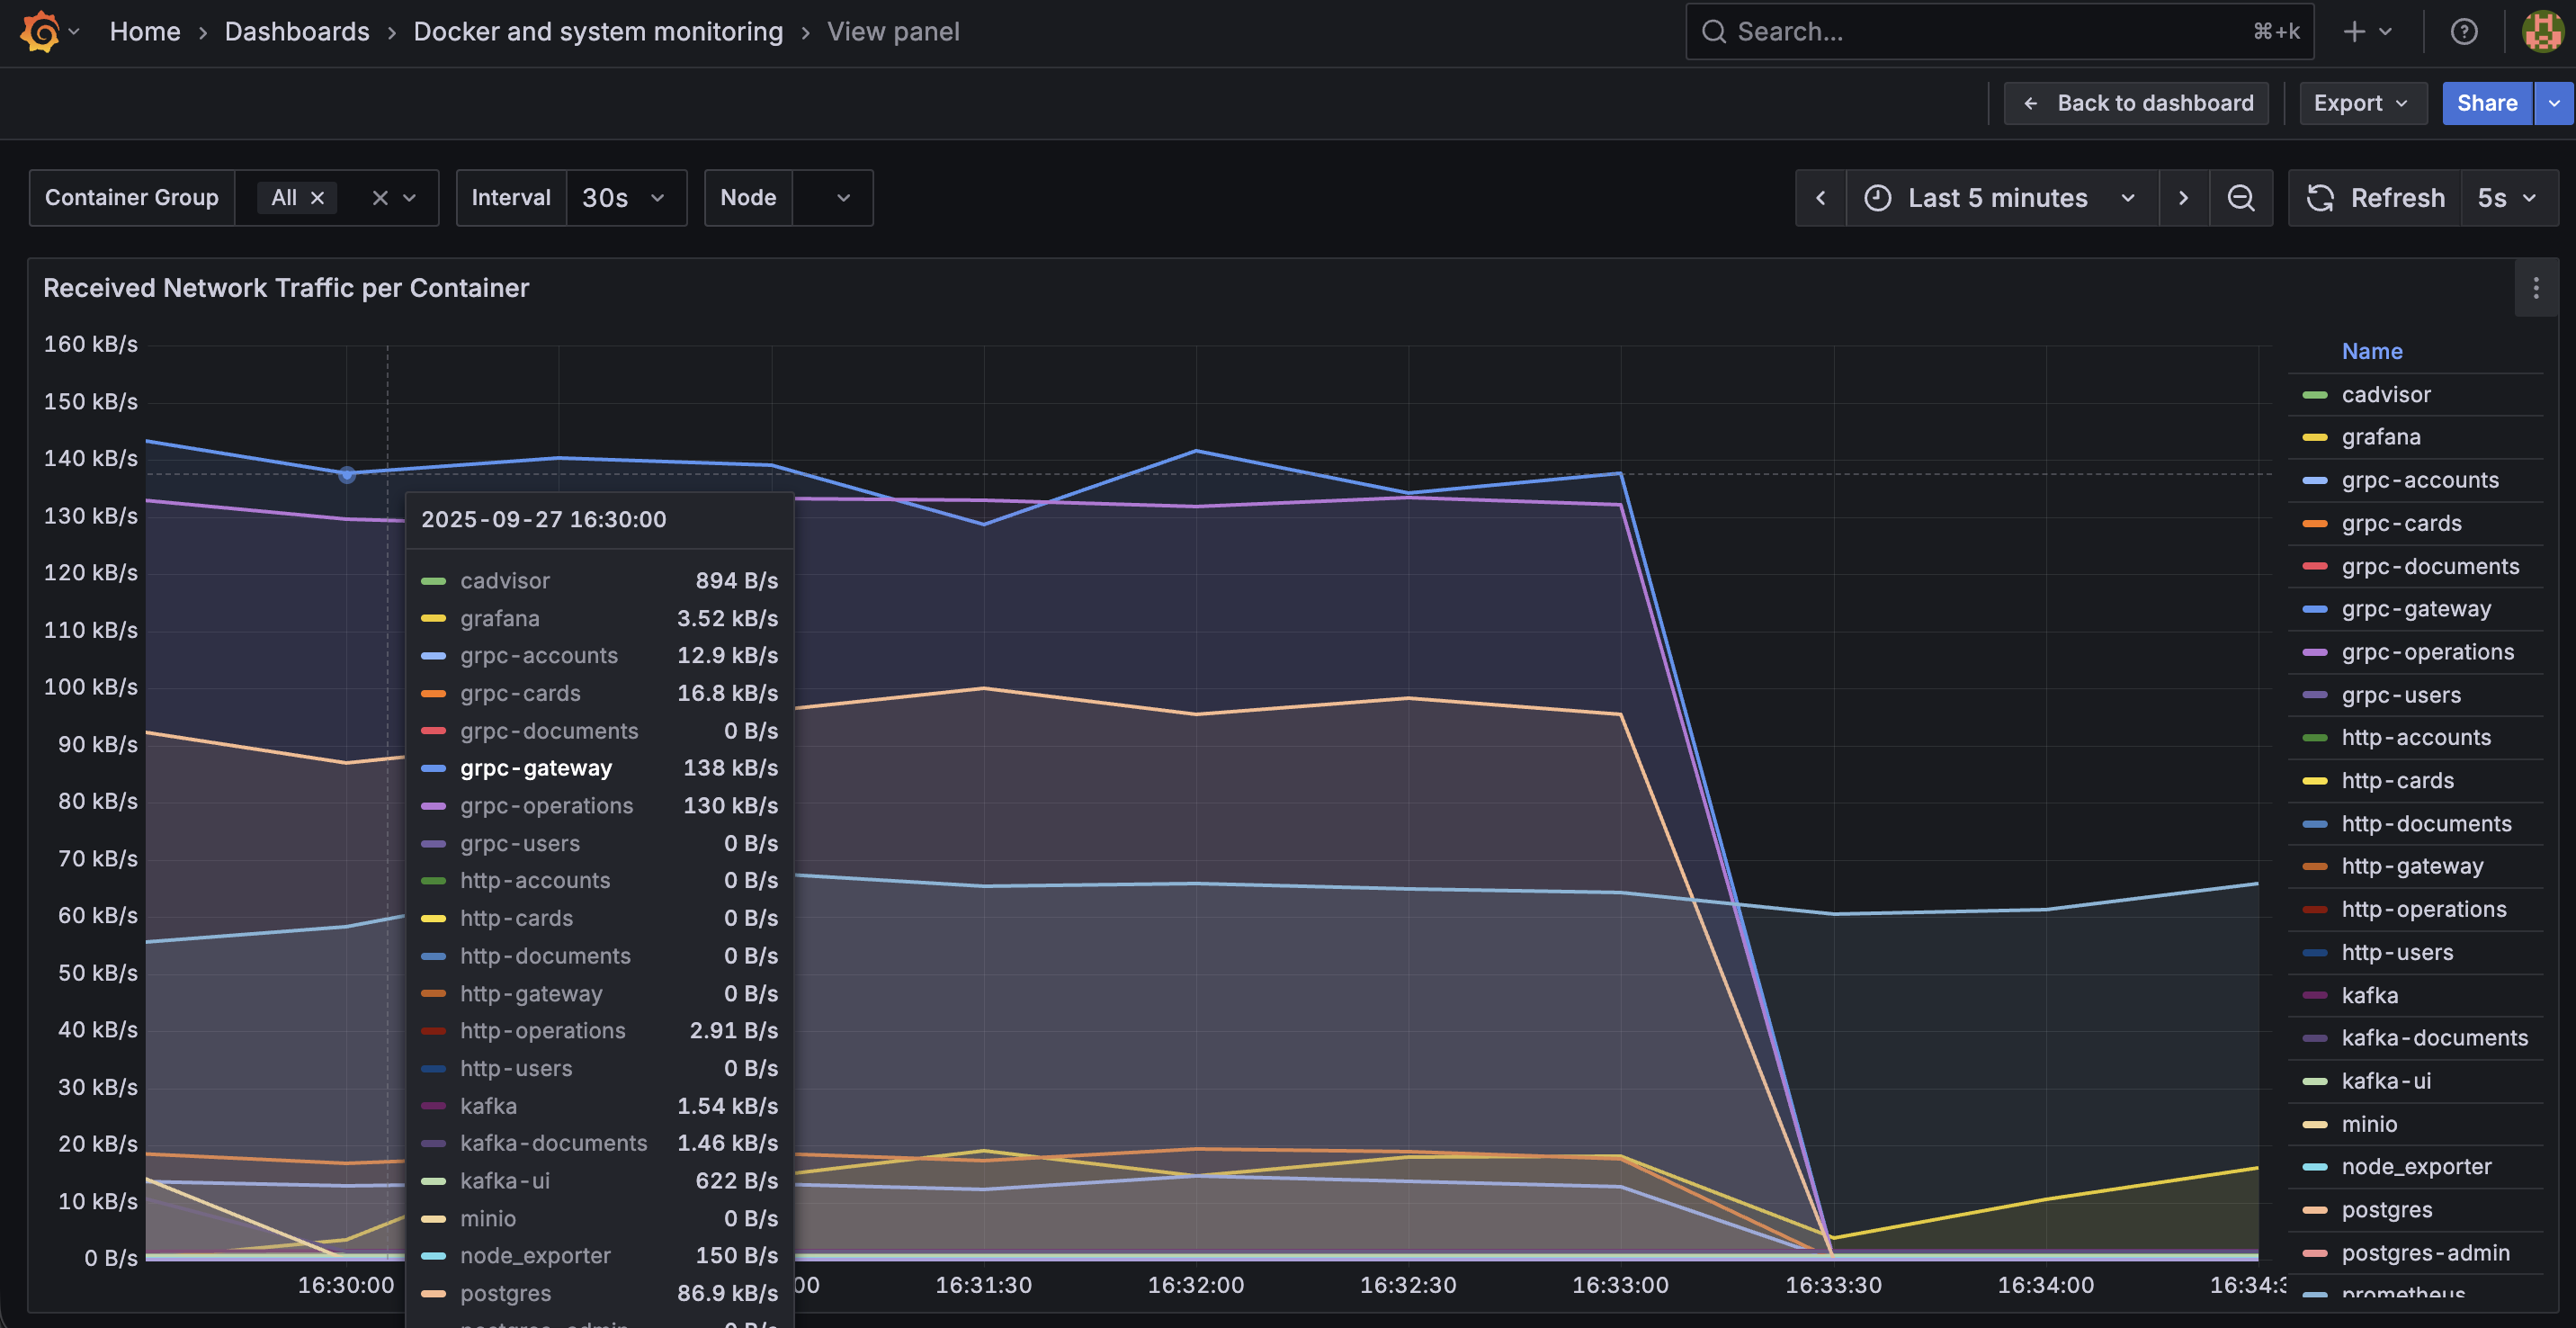 Home › Dashboards › Docker and system monitoring › View panel
Search... ⌘+k
Back to dashboard Export Share
Container Group All Interval 30s Node Last 5 minutes Refresh 5s
Received Network Traffic per Container
160 kB/s
150 kB/s
140 kB/s
130 kB/s
120 kB/s
110 kB/s
100 kB/s
90 kB/s
80 kB/s
70 kB/s
60 kB/s
50 kB/s
40 kB/s
30 kB/s
20 kB/s
10 kB/s
0 B/s
2025-09-27 16:30:00
cadvisor 894 B/s
grafana 3.52 kB/s
grpc-accounts 12.9 kB/s
grpc-cards 16.8 kB/s
grpc-documents 0 B/s
grpc-gateway 138 kB/s
grpc-operations 130 kB/s
grpc-users 0 B/s
http-accounts 0 B/s
http-cards 0 B/s
http-documents 0 B/s
http-gateway 0 B/s
http-operations 2.91 B/s
http-users 0 B/s
kafka 1.54 kB/s
kafka-documents 1.46 kB/s
kafka-ui 622 B/s
minio 0 B/s
node_exporter 150 B/s
postgres 86.9 kB/s
postgres-admin 0 B/s
16:30:00 00 16:31:30 16:32:00 16:32:30 16:33:00 16:33:30 16:34:00 16:34:3
Name
cadvisor
grafana
grpc-accounts
grpc-cards
grpc-documents
grpc-gateway
grpc-operations
grpc-users
http-accounts
http-cards
http-documents
http-gateway
http-operations
http-users
kafka
kafka-documents
kafka-ui
minio
node_exporter
postgres
postgres-admin
prometheus